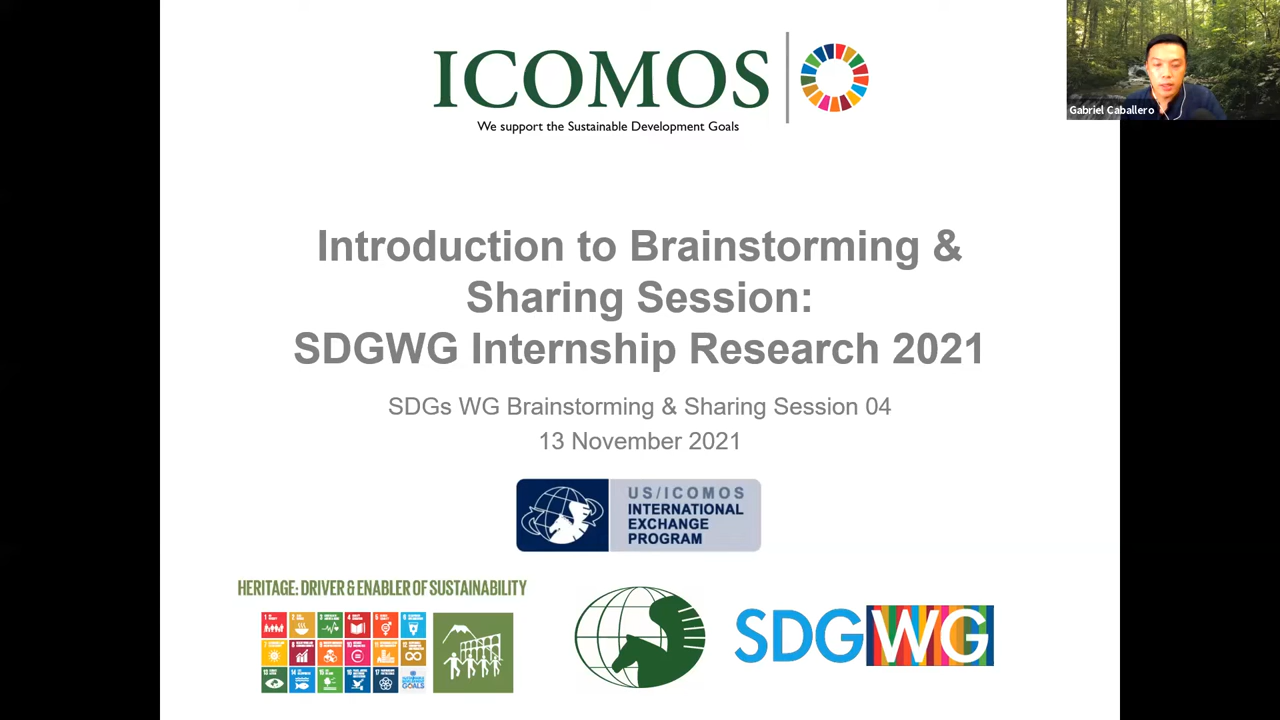 ICOMOS
We support the Sustainable Development Goals
Gabriel Caballero
Introduction to Brainstorming &
Sharing Session:
SDGWG Internship Research 2021
SDGs WG Brainstorming & Sharing Session 04
13 November 2021
US/ICOMOS
INTERNATIONAL
EXCHANGE
PROGRAM
HERITAGE: DRIVER & ENABLER OF SUSTAINABILITY
SDGWG